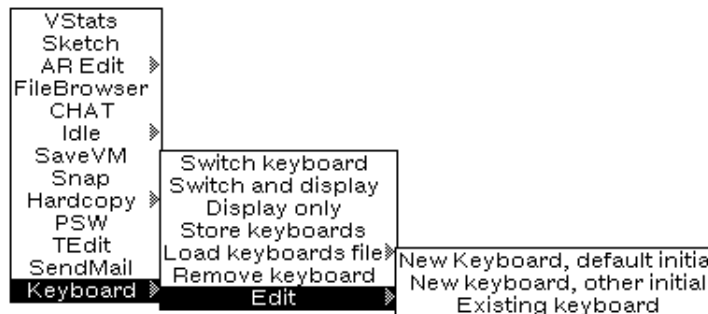 VStats
Sketch
AR Edit
FileBrowser
CHAT
Idle
SaveVM
Snap
Hardcopy
PSW
TEdit
SendMail
Keyboard
Switch keyboard
Switch and display
Display only
Store keyboards
Load keyboards file
Remove keyboard
Edit
New Keyboard, default initia
New keyboard, other initial
Existing keyboard